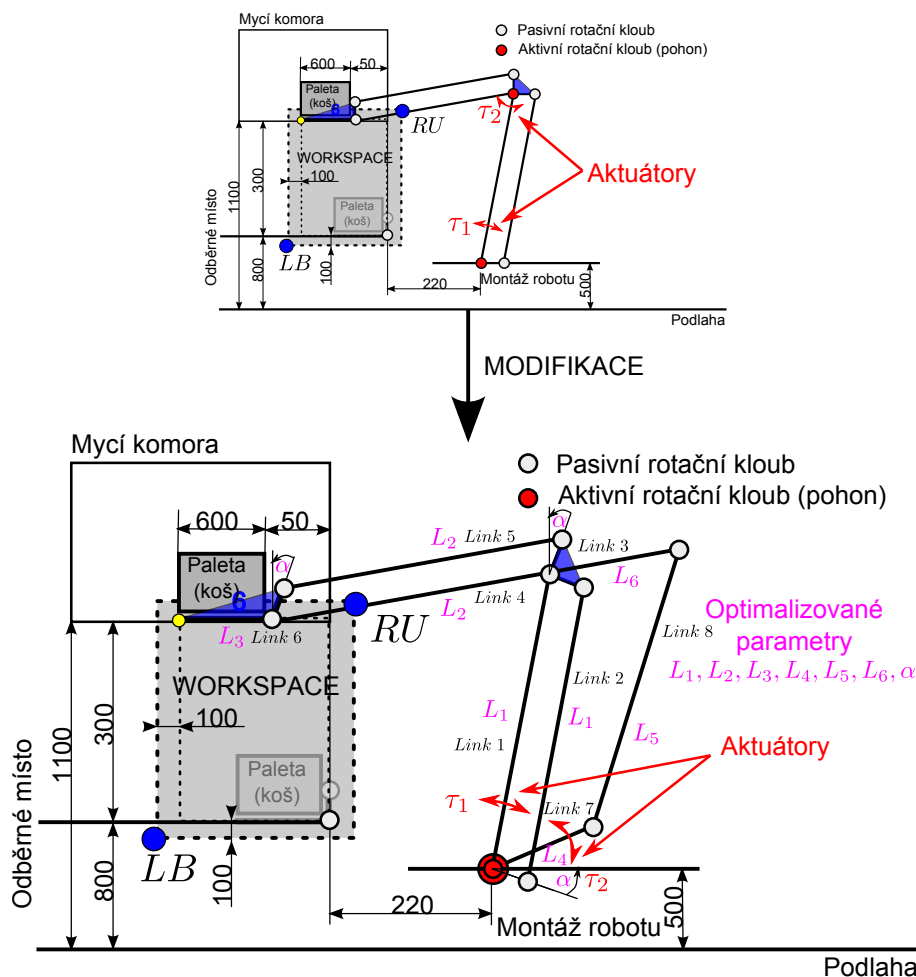 Mycí komora
Pasivní rotační kloub
Aktivní rotační kloub (pohon)
600
50
Paleta
(koš)
6
RU
τ2
WORKSPACE
Aktuátory
100
1100
300
Paleta
(koš)
τ1
Odběrné místo
LB
800
100
220
Montáž robotu
500
Podlaha
MODIFIKACE
Mycí komora
Pasivní rotační kloub
Aktivní rotační kloub (pohon)
600
50
α
L2 Link 5
Link 3
Paleta
(koš)
α
6
L6
L2
Link 4
RU
L3 Link 6
Link 8
Optimalizované
parametry
L1, L2, L3, L4, L5, L6, α
WORKSPACE
Link 2
100
L1
L1
1100
300
Link 1
L5
Aktuátory
Paleta
(koš)
τ1
Link 7
Odběrné místo
LB
L4
800
100
α
τ2
220
Montáž robotu
500
Podlaha